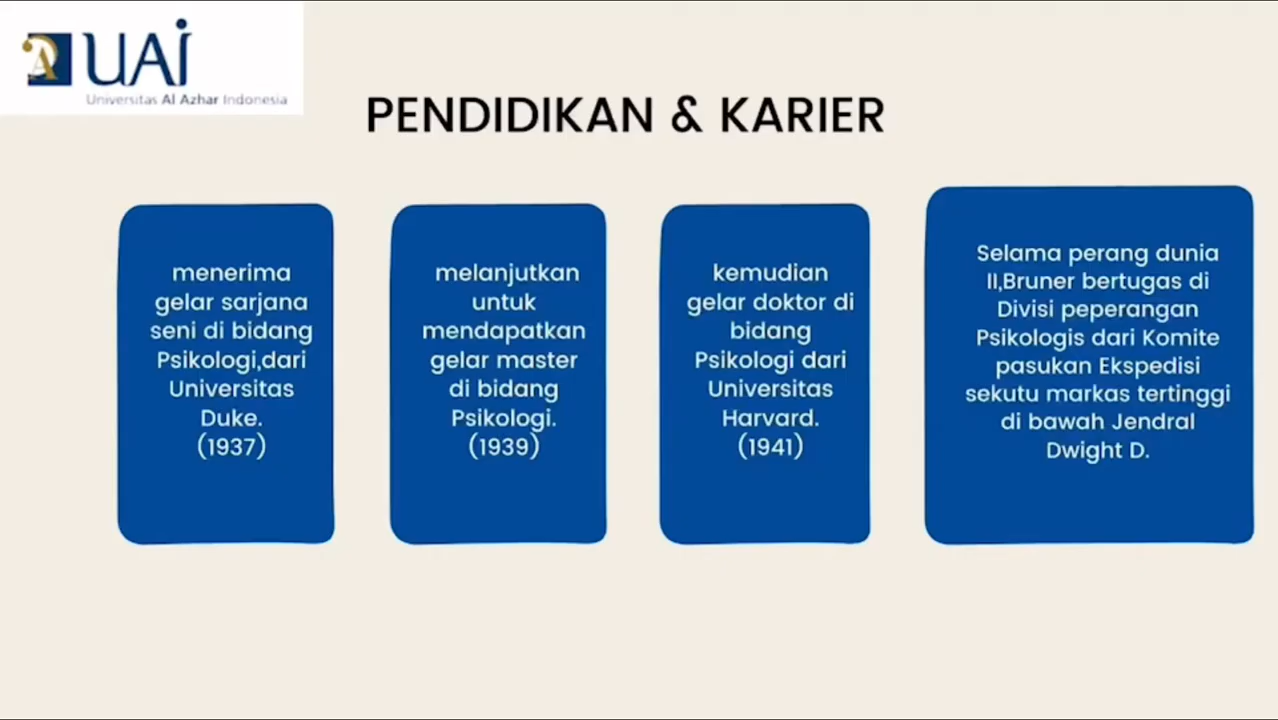 UAI
Universitas Al Azhar Indonesia
PENDIDIKAN & KARIER
menerima
gelar sarjana
seni di bidang
Psikologi,dari
Universitas
Duke.
(1937)
melanjutkan
untuk
mendapatkan
gelar master
di bidang
Psikologi.
(1939)
kemudian
gelar doktor di
bidang
Psikologi dari
Universitas
Harvard.
(1941)
Selama perang dunia
II,Bruner bertugas di
Divisi peperangan
Psikologis dari Komite
pasukan Ekspedisi
sekutu markas tertinggi
di bawah Jendral
Dwight D.